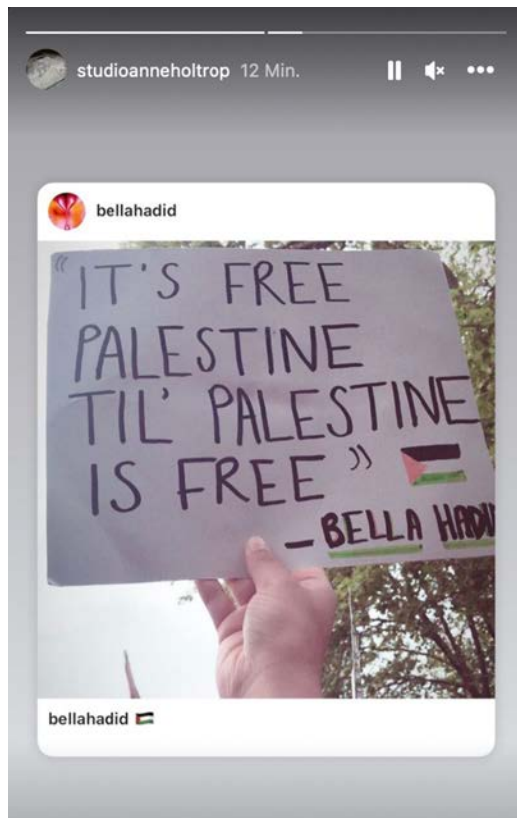 studioanneholtrop 12 Min.
bellahadid
“IT'S FREE
PALESTINE
TIL' PALESTINE
IS FREE”
— BELLA HADI
bellahadid